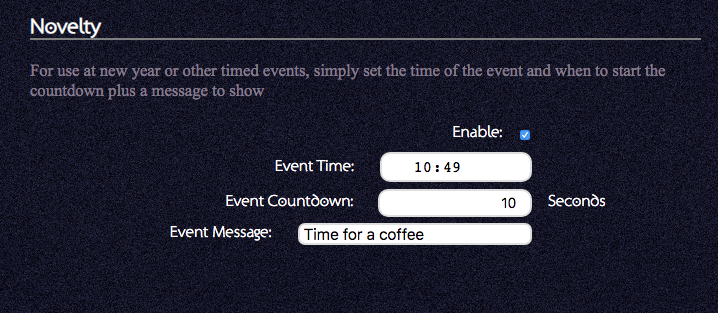 Novelty
For use at new year or other timed events, simply set the time of the event and when to start the
countdown plus a message to show
Enable:
Event Time: 10:49
Event Countdown: 10 Seconds
Event Message: Time for a coffee